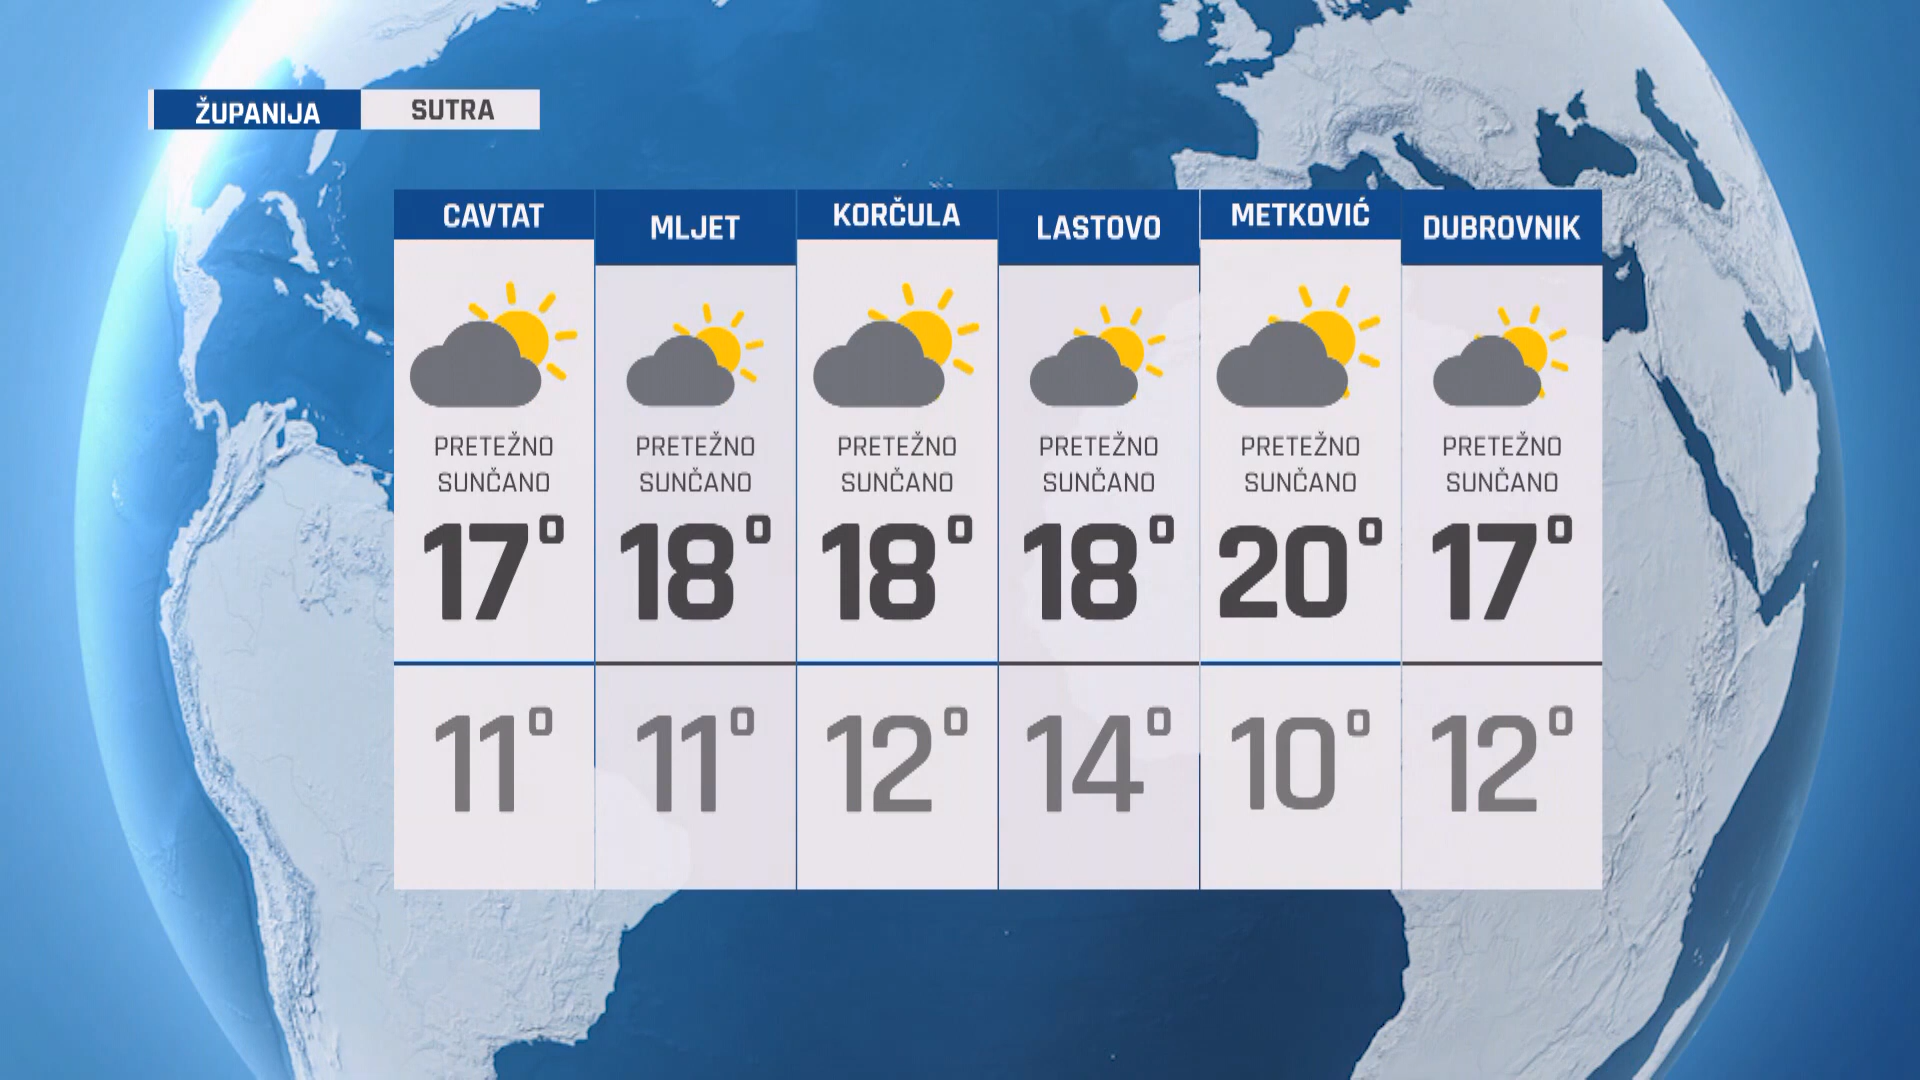 ŽUPANIJA SUTRA
CAVTAT MLJET KORČULA LASTOVO METKOVIĆ DUBROVNIK
PRETEŽNO PRETEŽNO PRETEŽNO PRETEŽNO PRETEŽNO PRETEŽNO
SUNČANO SUNČANO SUNČANO SUNČANO SUNČANO SUNČANO
17° 18° 18° 18° 20° 17°
11° 11° 12° 14° 10° 12°